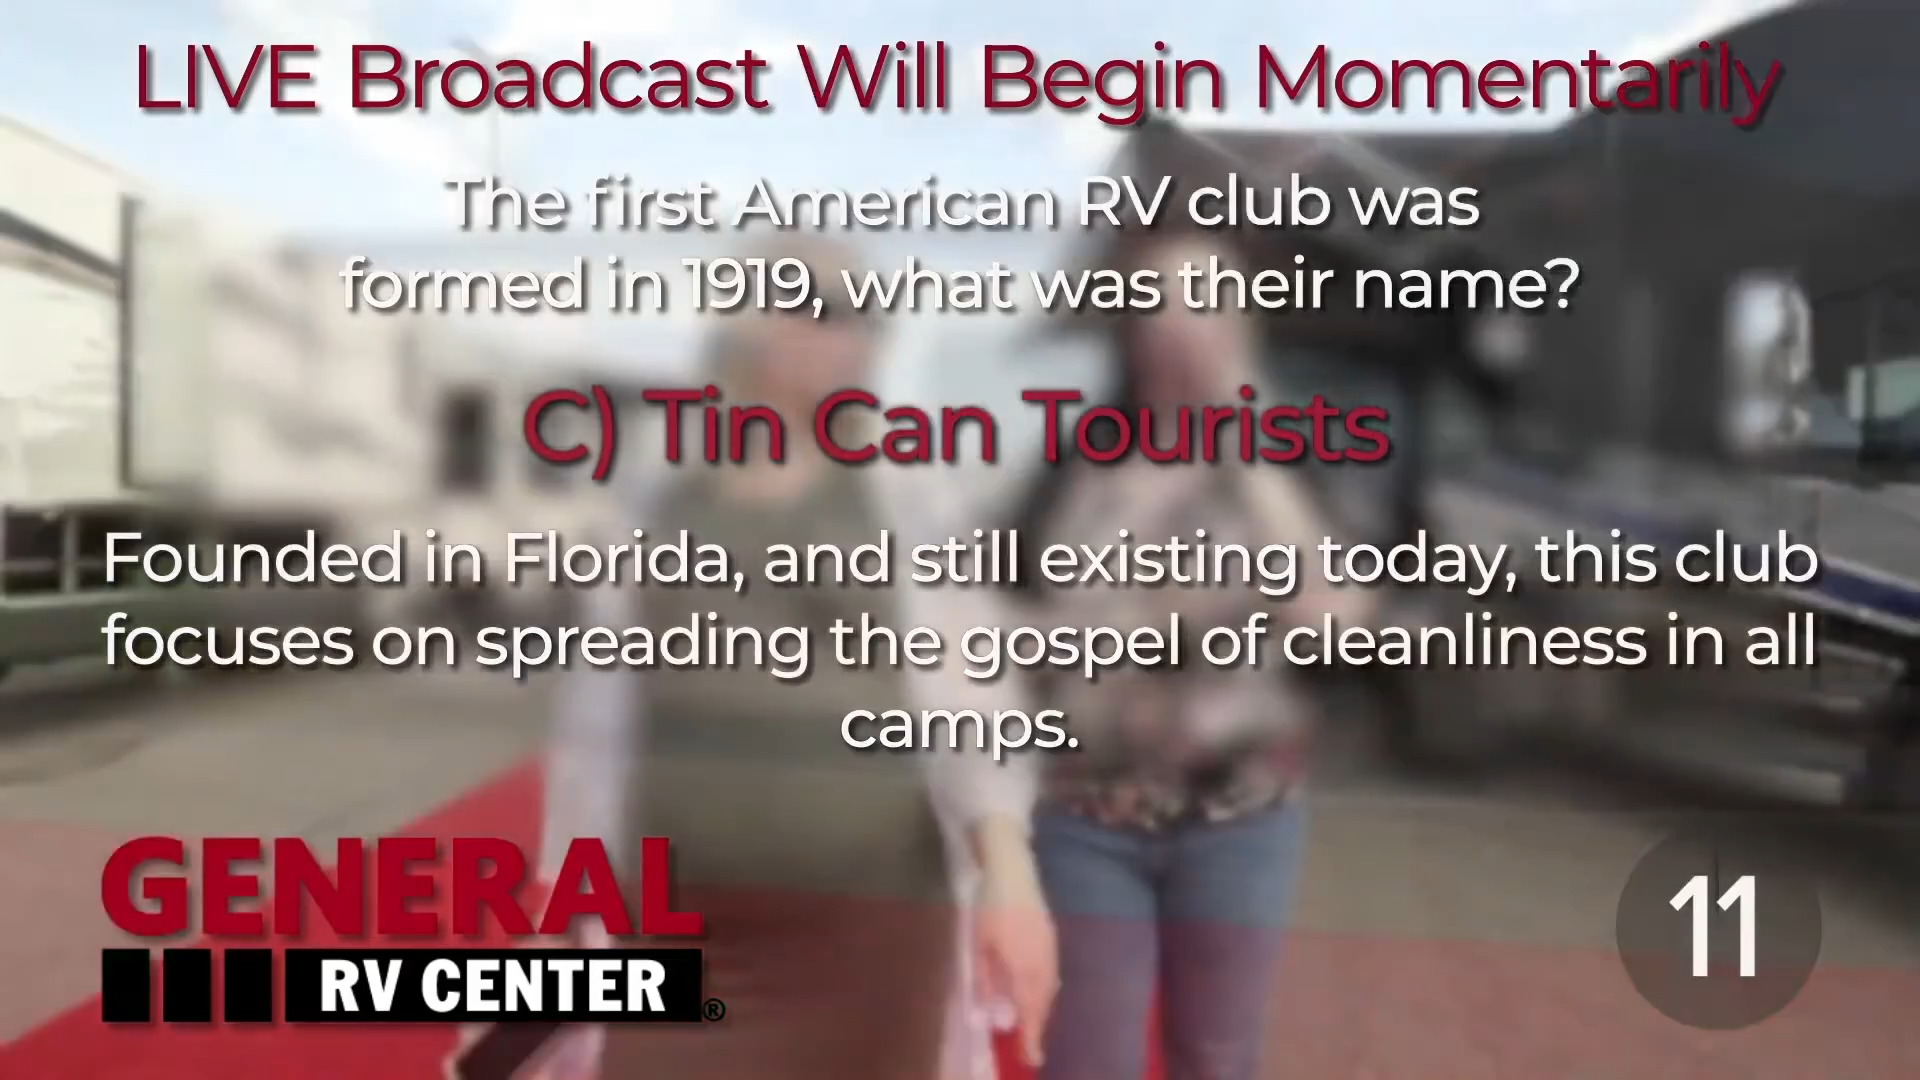 LIVE Broadcast Will Begin Momentarily
The first American RV club was
formed in 1919, what was their name?
C) Tin Can Tourists
Founded in Florida, and still existing today, this club
focuses on spreading the gospel of cleanliness in all
camps.
GENERAL
RV CENTER®
11